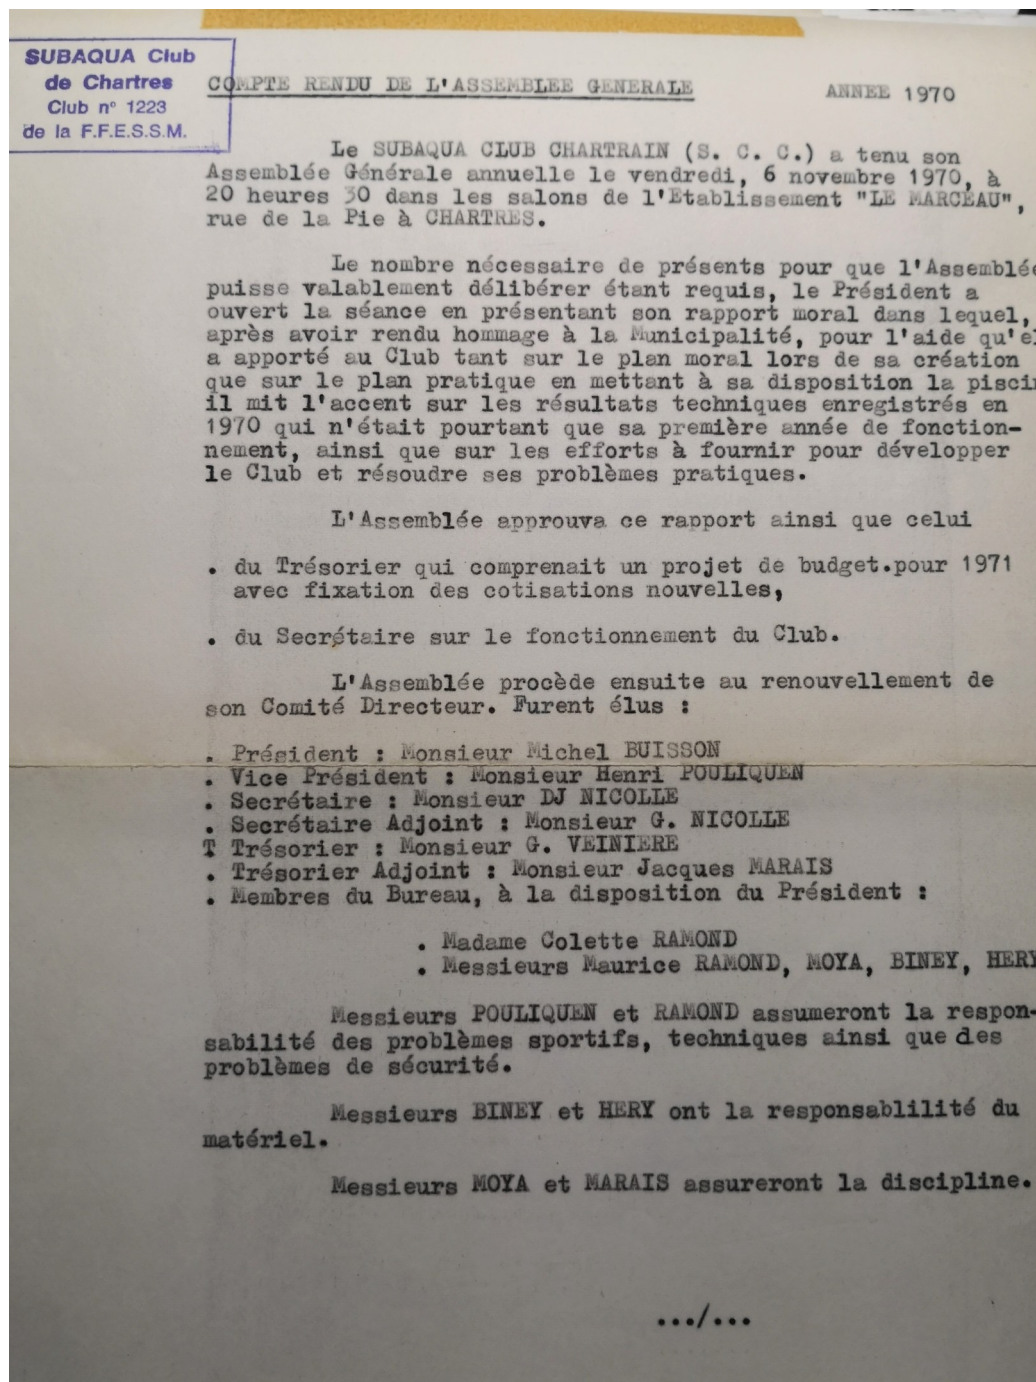 SUBAQUA Club
de Chartres
Club n° 1223
de la F.F.E.S.S.M.
COMPTE RENDU DE L'ASSEMBLEE GENERALE
ANNEE 1970
Le SUBAQUA CLUB CHARTRAIN (S. C. C.) a tenu son
Assemblée Générale annuelle le vendredi, 6 novembre 1970, à
20 heures 30 dans les salons de l'Etablissement "LE MARCEAU",
rue de la Pie à CHARTRES.
Le nombre nécessaire de présents pour que l'Assemblée
puisse valablement délibérer étant requis, le Président a
ouvert la séance en présentant son rapport moral dans lequel,
après avoir rendu hommage à la Municipalité, pour l'aide qu'el
a apporté au Club tant sur le plan moral lors de sa création
que sur le plan pratique en mettant à sa disposition la piscin
il mit l'accent sur les résultats techniques enregistrés en
1970 qui n'était pourtant que sa première année de fonction-
nement, ainsi que sur les efforts à fournir pour développer
le Club et résoudre ses problèmes pratiques.
L'Assemblée approuva ce rapport ainsi que celui
. du Trésorier qui comprenait un projet de budget.pour 1971
avec fixation des cotisations nouvelles,
. du Secrétaire sur le fonctionnement du Club.
L'Assemblée procède ensuite au renouvellement de
son Comité Directeur. Furent élus :
. Président : Monsieur Michel BUISSON
. Vice Président : Monsieur Henri POULIQUEN
. Secrétaire : Monsieur DJ NICOLLE
. Secrétaire Adjoint : Monsieur G. NICOLLE
T Trésorier : Monsieur G. VEINIERE
. Trésorier Adjoint : Monsieur Jacques MARAIS
. Membres du Bureau, à la disposition du Président :
. Madame Colette RAMOND
. Messieurs Maurice RAMOND, MOYA, BINEY, HERY
Messieurs POULIQUEN et RAMOND assumeront la respon-
sabilité des problèmes sportifs, techniques ainsi que des
problèmes de sécurité.
Messieurs BINEY et HERY ont la responsablilité du
matériel.
Messieurs MOYA et MARAIS assureront la discipline.
.../...